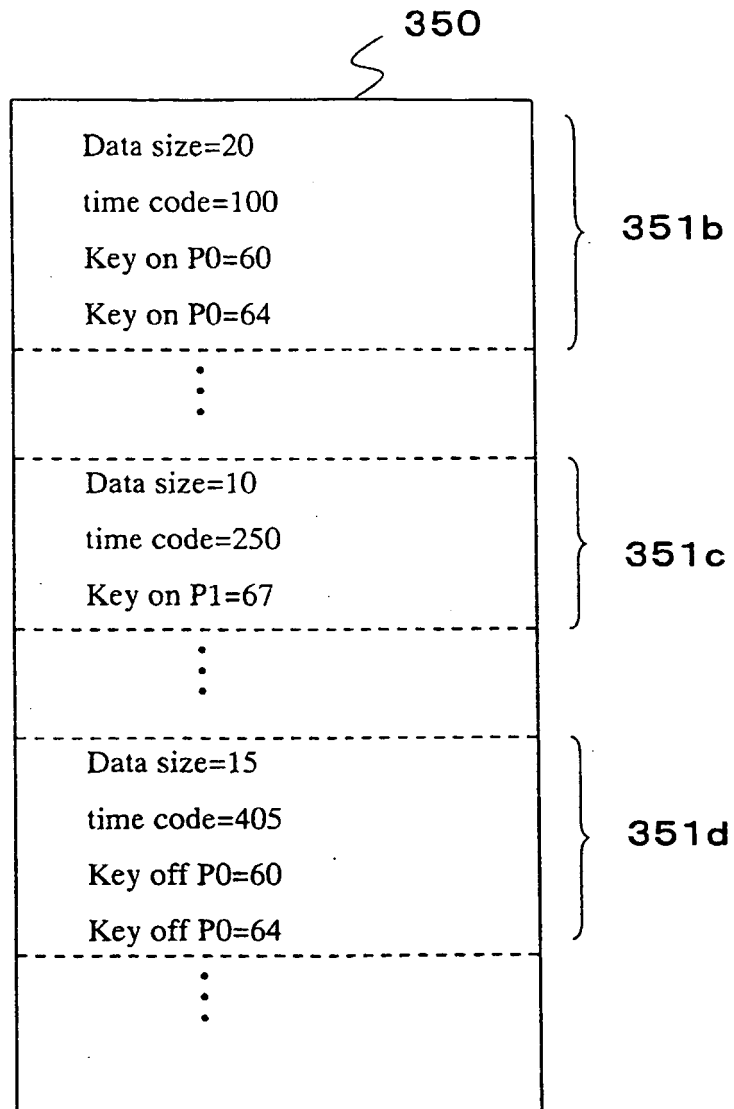 350
Data size=20
time code=100
Key on P0=60
Key on P0=64
351b
Data size=10
time code=250
Key on P1=67
351c
Data size=15
time code=405
Key off P0=60
Key off P0=64
351d